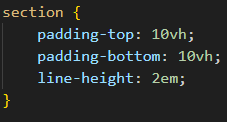 section {
    padding-top: 10vh;
    padding-bottom: 10vh;
    line-height: 2em;
}